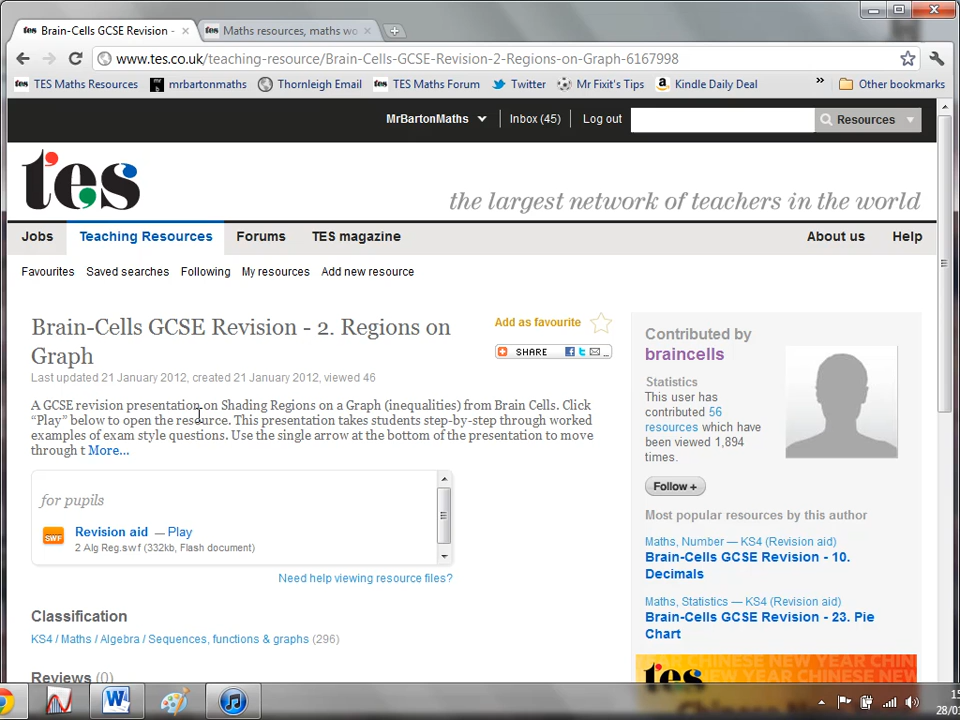 tes Brain-Cells GCSE Revision -
tes Maths resources, maths wo
www.tes.co.uk/teaching-resource/Brain-Cells-GCSE-Revision-2-Regions-on-Graph-6167998
tes TES Maths Resources mrbartonmaths Thornleigh Email tes TES Maths Forum Twitter Mr Fixit's Tips a Kindle Daily Deal » Other bookmarks
MrBartonMaths Inbox (45) Log out Resources
tes
the largest network of teachers in the world
Jobs Teaching Resources Forums TES magazine About us Help
Favourites Saved searches Following My resources Add new resource
Brain-Cells GCSE Revision - 2. Regions on
Graph
Last updated 21 January 2012, created 21 January 2012, viewed 46
Add as favourite
SHARE
A GCSE revision presentation on Shading Regions on a Graph (inequalities) from Brain Cells. Click
“Play” below to open the resource. This presentation takes students step-by-step through worked
examples of exam style questions. Use the single arrow at the bottom of the presentation to move
through t More...
for pupils
SWF
Revision aid — Play
2 Alg Reg.swf (332kb, Flash document)
Need help viewing resource files?
Classification
KS4 / Maths / Algebra / Sequences, functions & graphs (296)
Reviews (0)
Contributed by
braincells
Statistics
This user has
contributed 56
resources which have
been viewed 1,894
times.
Follow +
Most popular resources by this author
Maths, Number — KS4 (Revision aid)
Brain-Cells GCSE Revision - 10.
Decimals
Maths, Statistics — KS4 (Revision aid)
Brain-Cells GCSE Revision - 23. Pie
Chart
tes
CHINESE NEW YEAR
15
28/01